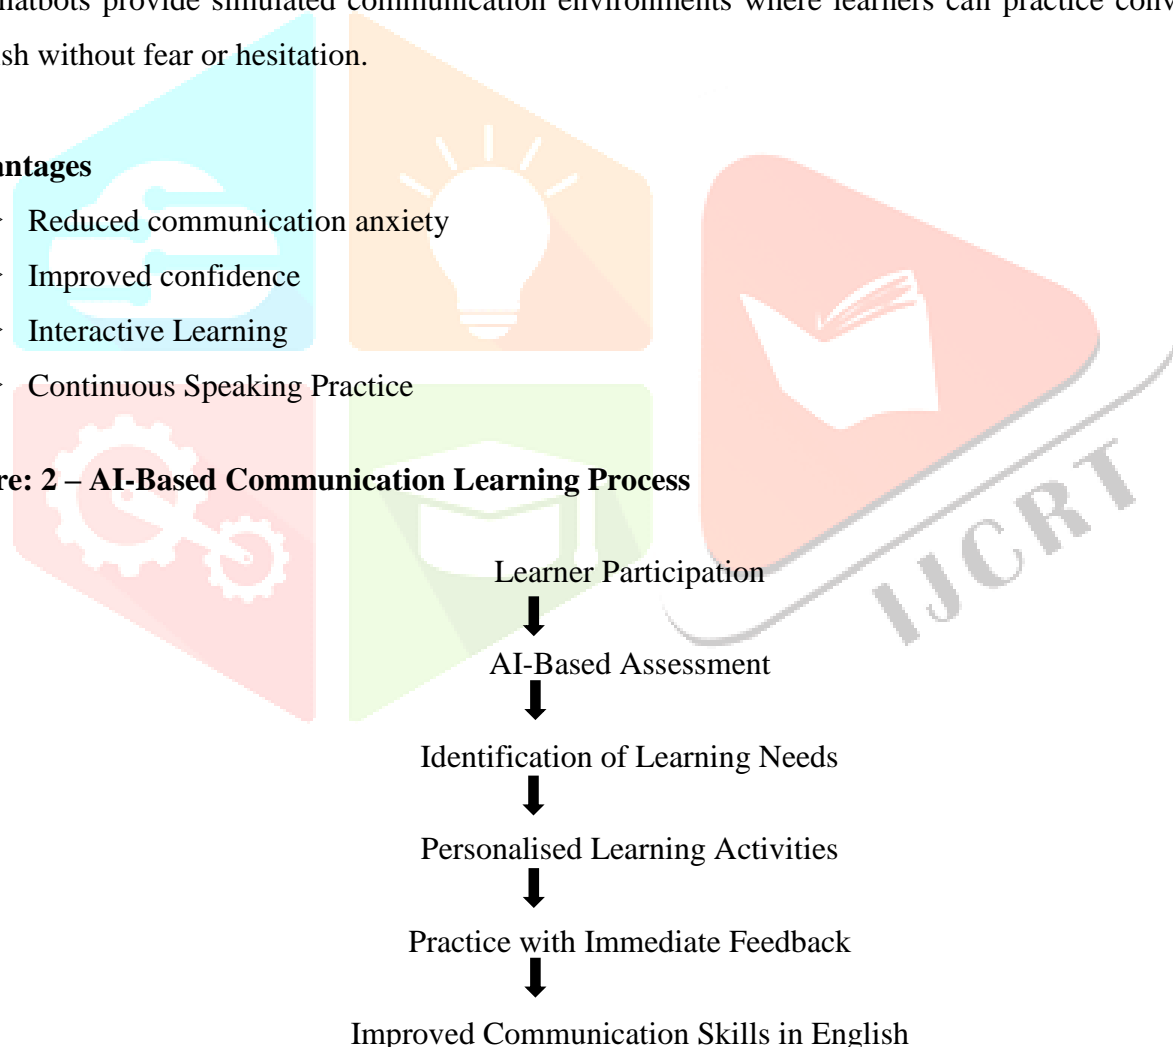 hatbots provide simulated communication environments where learners can practice conv
sh without fear or hesitation.
antages
Reduced communication anxiety
Improved confidence
Interactive Learning
Continuous Speaking Practice
re: 2 – AI-Based Communication Learning Process
Learner Participation
AI-Based Assessment
Identification of Learning Needs
Personalised Learning Activities
Practice with Immediate Feedback
Improved Communication Skills in English
IJCRT